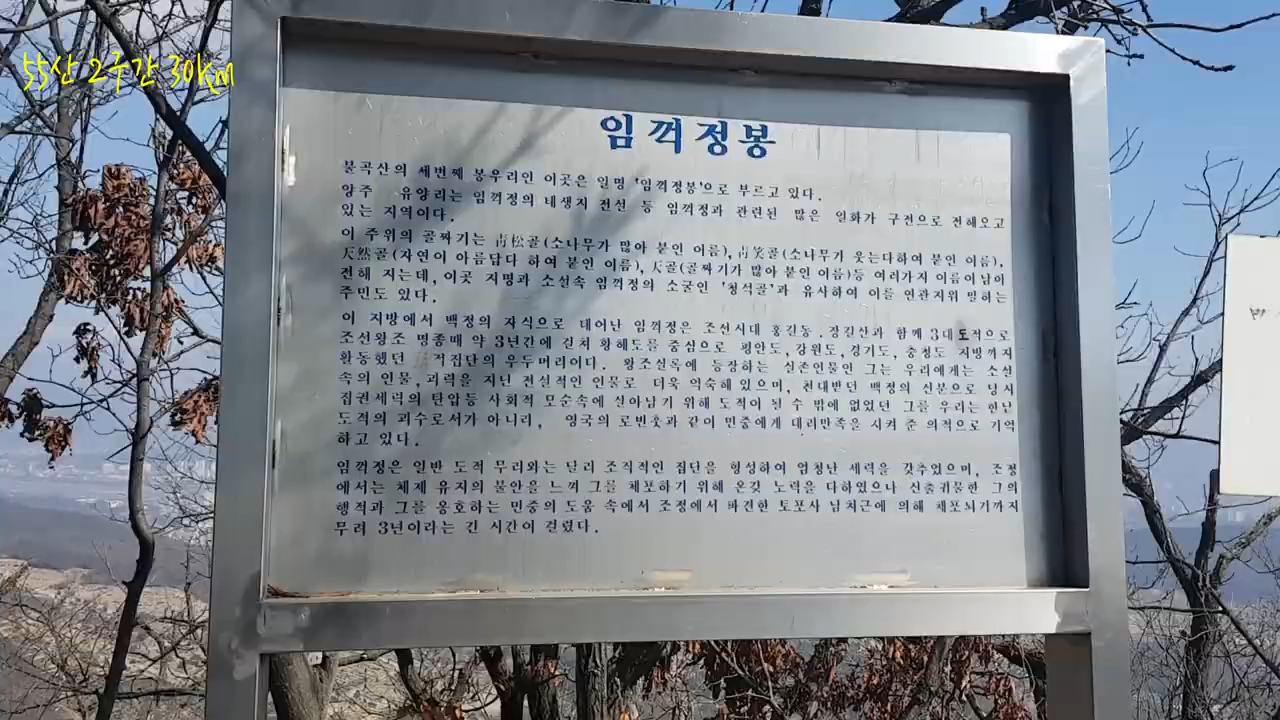 55산 2구간 30km
임꺽정봉
불곡산의 세번째 봉우리인 이곳은 일명 '임꺽정봉'으로 부르고 있다.
양주 유양리는 임꺽정의 내생지 전설 등 임꺽정과 관련된 많은 일화가 구전으로 전해오고
있는 지역이다.
이 주위의 골짜기는 靑松골(소나무가 많아 붙인 이름),靑笑골(소나무가 웃는다하여 붙인 이름),
天然골(자연이 아름답다 하여 붙인 이름),天골(골짜기가 많아 붙인이름)등 여러가지 이름이남아
전해 지는데,이곳 지명과 소설속 임꺽정의 소굴인 '청석골'과 유사하여 이를 연관지위 말하는
주민도 있다.
이 지방에서 백정의 자식으로 태어난 임꺽정은 조선시대 홍길동.장길산과 함께 3대도적으로
조선왕조 명종때 약 3년간에 걸쳐 황해도를 중심으로 평안도,강원도,경기도,충청도 지방까지
활동했던 적집단의 우두머리이다. 왕조실록에 등장하는 실존인물인 그는 우리에게는 소설
속의 인물,괴력을 지닌 전설적인 인물로 더욱 익숙해 있으며, 천대받던 백정의 신분으로 당시
집권세력의 탄압등 사회적 모순속에 살아남기 위해 도적이 될 수 밖에 없었던 그를 우리는한낱
도적의 괴수로서가 아니라, 영국의 로빈훗과 같이 민중에게 대리만족을 시켜 준 의적으로 기억
하고 있다.
임꺽정은 일반 도적 무리와는 달리 조직적인 집단을 형성하여 엄청난 세력을 갖추었으며, 조정
에서는 체제 유지의 불안을 느껴 그를 체포하기 위해 온갖 노력을 다하였으나 신출귀물한 그의
행적과 그를 옹호하는 민중의 도움 속에서 조정에서 파견한 토포사 남치근에 의해 체포되기까지
무려 3년이라는 긴 시간이 걸렸다.